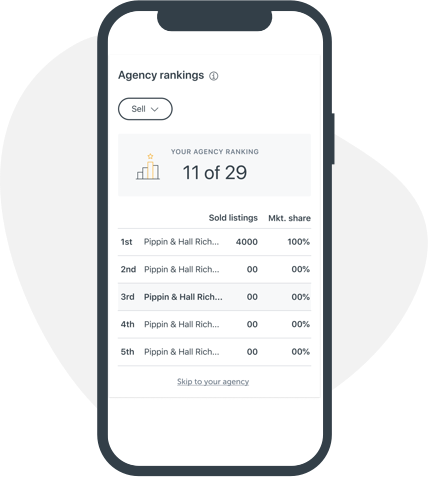 Agency rankings
Sell
YOUR AGENCY RANKING
11 of 29
Sold listings Mkt. share
1st Pippin & Hall Rich... 4000 100%
2nd Pippin & Hall Rich... 00 00%
3rd Pippin & Hall Rich... 00 00%
4th Pippin & Hall Rich... 00 00%
5th Pippin & Hall Rich... 00 00%
Skip to your agency